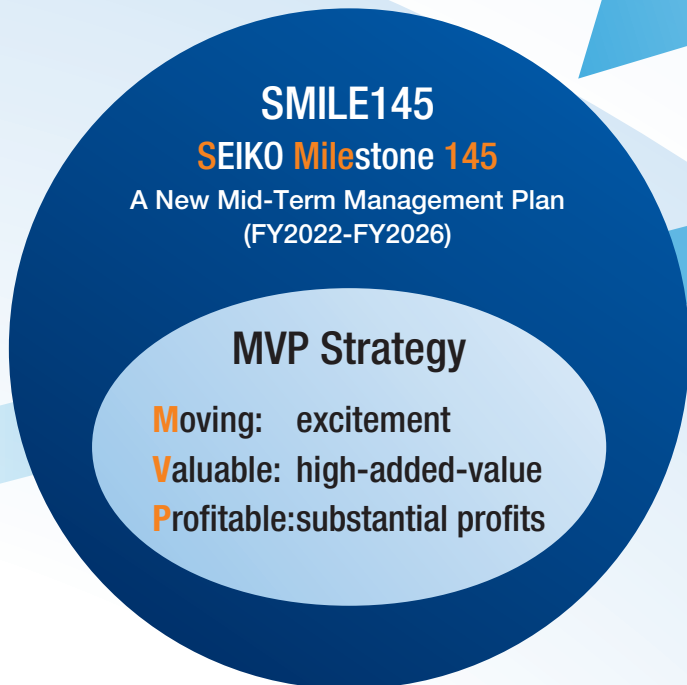 SMILE145
SEIKO Milestone 145
A New Mid-Term Management Plan
(FY2022-FY2026)
MVP Strategy
Moving: excitement
Valuable: high-added-value
Profitable:substantial profits